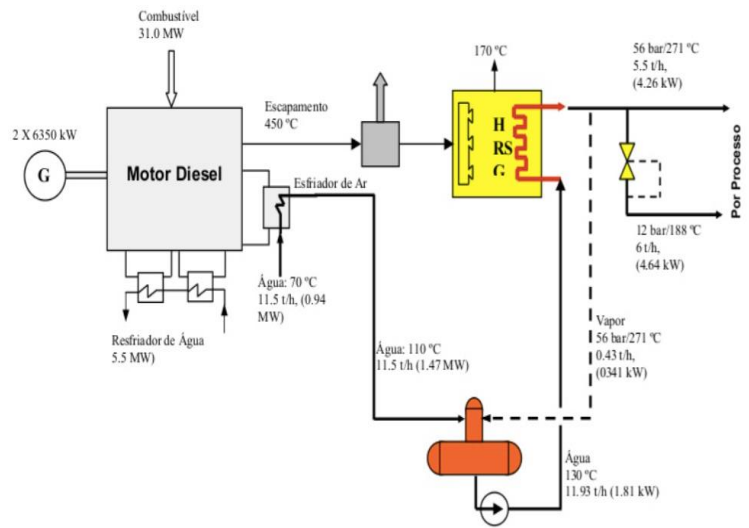 Combustível
31.0 MW
2 X 6350 kW
G
Motor Diesel
Escapamento
450 ºC
Esfriador de Ar
Água: 70 ºC
11.5 t/h, (0.94
MW)
Resfriador de Água
5.5 MW)
170 ºC
H
RS
G
56 bar/271 ºC
5.5 t/h,
(4.26 kW)
Por Processo
12 bar/188 ºC
6 t/h,
(4.64 kW)
Vapor
56 bar/271 ºC
0.43 t/h,
(0341 kW)
Água: 110 ºC
11.5 t/h (1.47 MW)
Água
130 ºC
11.93 t/h (1.81 kW)